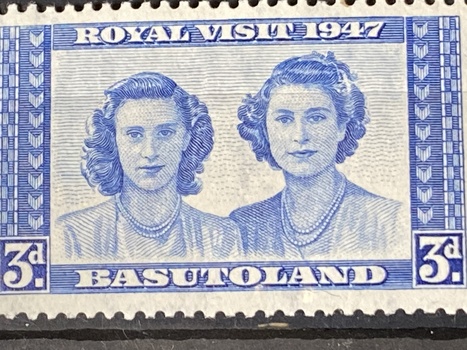 ROYAL VISIT 1947
3d. 3d.
BASUTOLAND